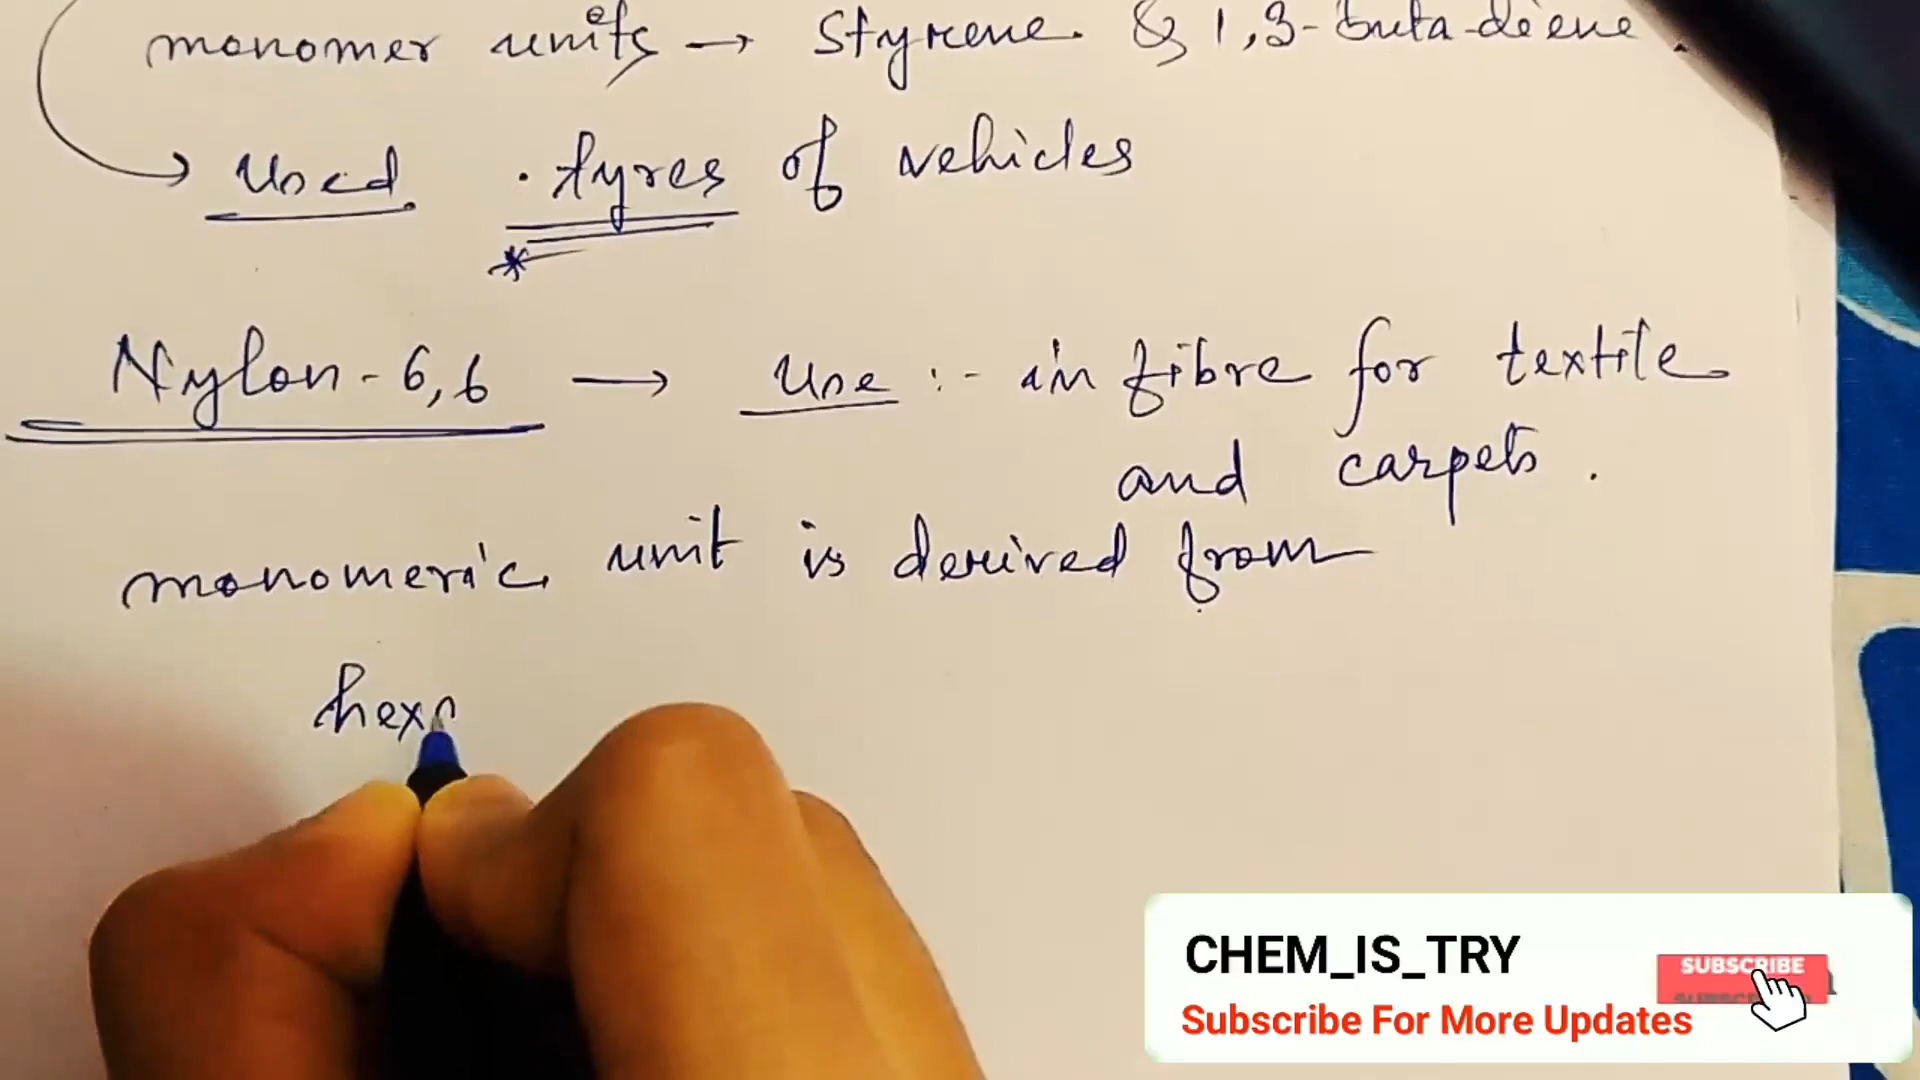 monomer units → Styrene & 1,3-buta-diene.
→ Used . tyres of vehicles
*
Nylon-6,6 → Use :- in fibre for textile
and carpets.
monomeric unit is derived from
hexa
CHEM_IS_TRY
SUBSCRIBE
Subscribe For More Updates